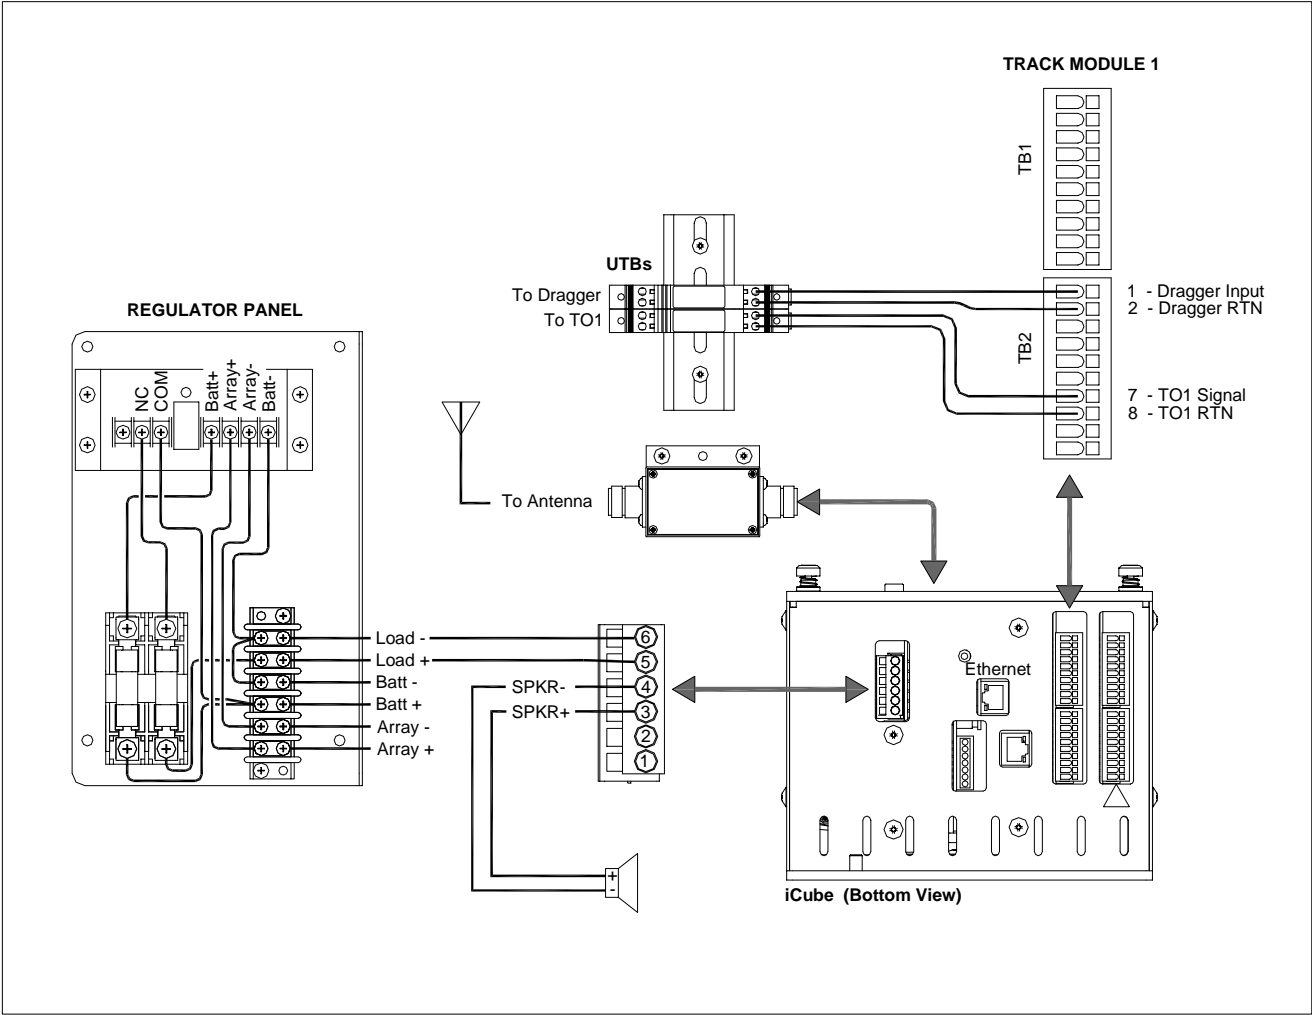 TRACK MODULE 1
TB1
UTBs
To Dragger
To TO1
1 - Dragger Input
2 - Dragger RTN
TB2
7 - TO1 Signal
8 - TO1 RTN
REGULATOR PANEL
NC
COM
Batt+
Array+
Array-
Batt-
To Antenna
Load -
Load +
Batt -
Batt +
Array -
Array +
SPKR-
SPKR+
6
5
4
3
2
1
+
-
Ethernet
iCube (Bottom View)